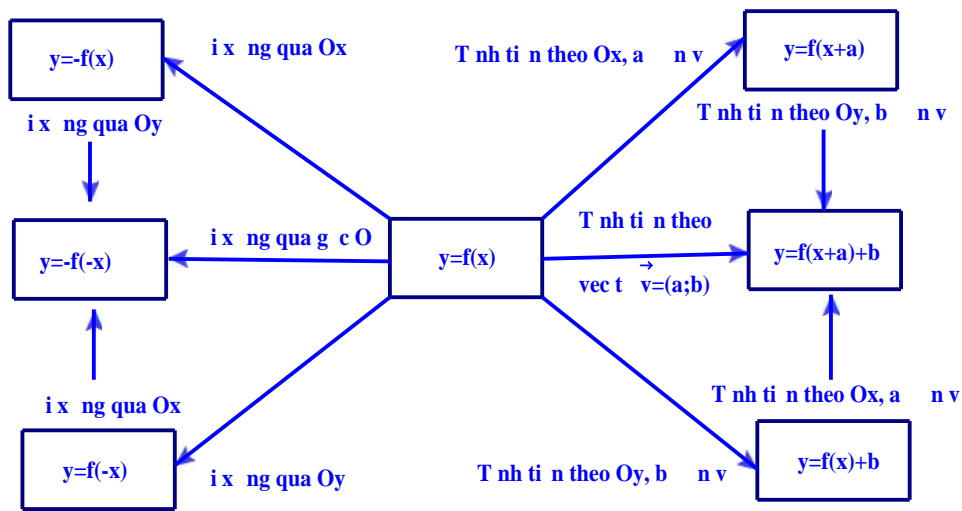 y=-f(x)
i x ng qua Ox
T nh ti n theo Ox, a n v
y=f(x+a)
i x ng qua Oy
T nh ti n theo Oy, b n v
y=-f(-x)
i x ng qua g c O
y=f(x)
T nh ti n theo
vec t v=(a;b)
y=f(x+a)+b
i x ng qua Ox
T nh ti n theo Ox, a n v
y=f(-x)
i x ng qua Oy
T nh ti n theo Oy, b n v
y=f(x)+b